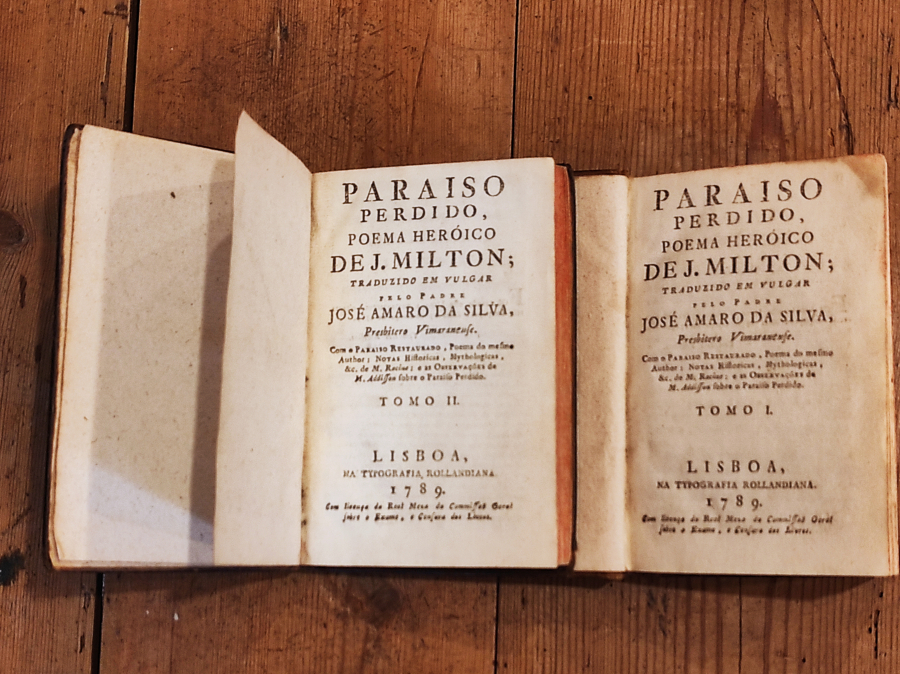 PARAISO
PERDIDO,
POEMA HERÓICO
DE J. MILTON;
TRADUZIDO EM VULGAR
PELO PADRE
JOSÉ AMARO DA SILVA,
Presbitero Vimaranense.
Com o PARAISO RESTAURADO, Poema do mesmo
Author; NOTAS Historicas, Mythologicas,
&c. de M. Racine; e as OBSERVAÇÕES de
M. Addisson sobre o Paraiso Perdido.
TOMO II.
LISBOA,
NA TYPOGRAFIA ROLLANDIANA.
1789.
Com licença da Real Meza da Commissaõ Geral
sobre o Exame, e Censura dos Livros.
PARAISO
PERDIDO,
POEMA HERÓICO
DE J. MILTON;
TRADUZIDO EM VULGAR
PELO PADRE
JOSÉ AMARO DA SILVA,
Presbitero Vimaranense.
Com o PARAISO RESTAURADO, Poema do mesmo
Author; NOTAS Historicas, Mythologicas,
&c. de M. Racine; e as OBSERVAÇÕES de
M. Addisson sobre o Paraiso Perdido.
TOMO I.
LISBOA,
NA TYPOGRAFIA ROLLANDIANA.
1789.
Com licença da Real Meza da Commissaõ Geral
sobre o Exame, e Censura dos Livros.